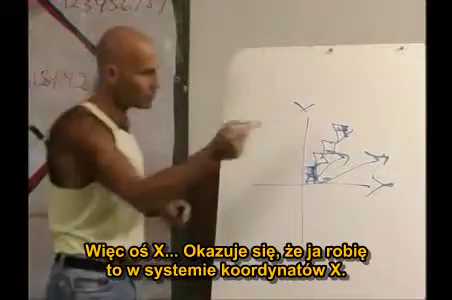 Y
X
Więc oś X... Okazuje się, że ja robię
to w systemie koordynatów X.